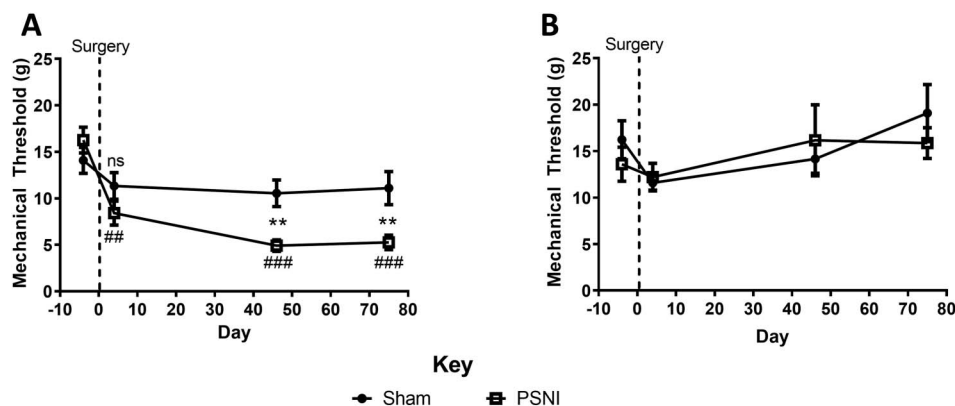 A
Surgery
Mechanical Threshold (g)
25
20
15
10
5
0
ns
##
**
###
**
###
-10 0 10 20 30 40 50 60 70 80
Day
B
Surgery
Mechanical Threshold (g)
25
20
15
10
5
0
-10 0 10 20 30 40 50 60 70 80
Day
Key
Sham PSNI